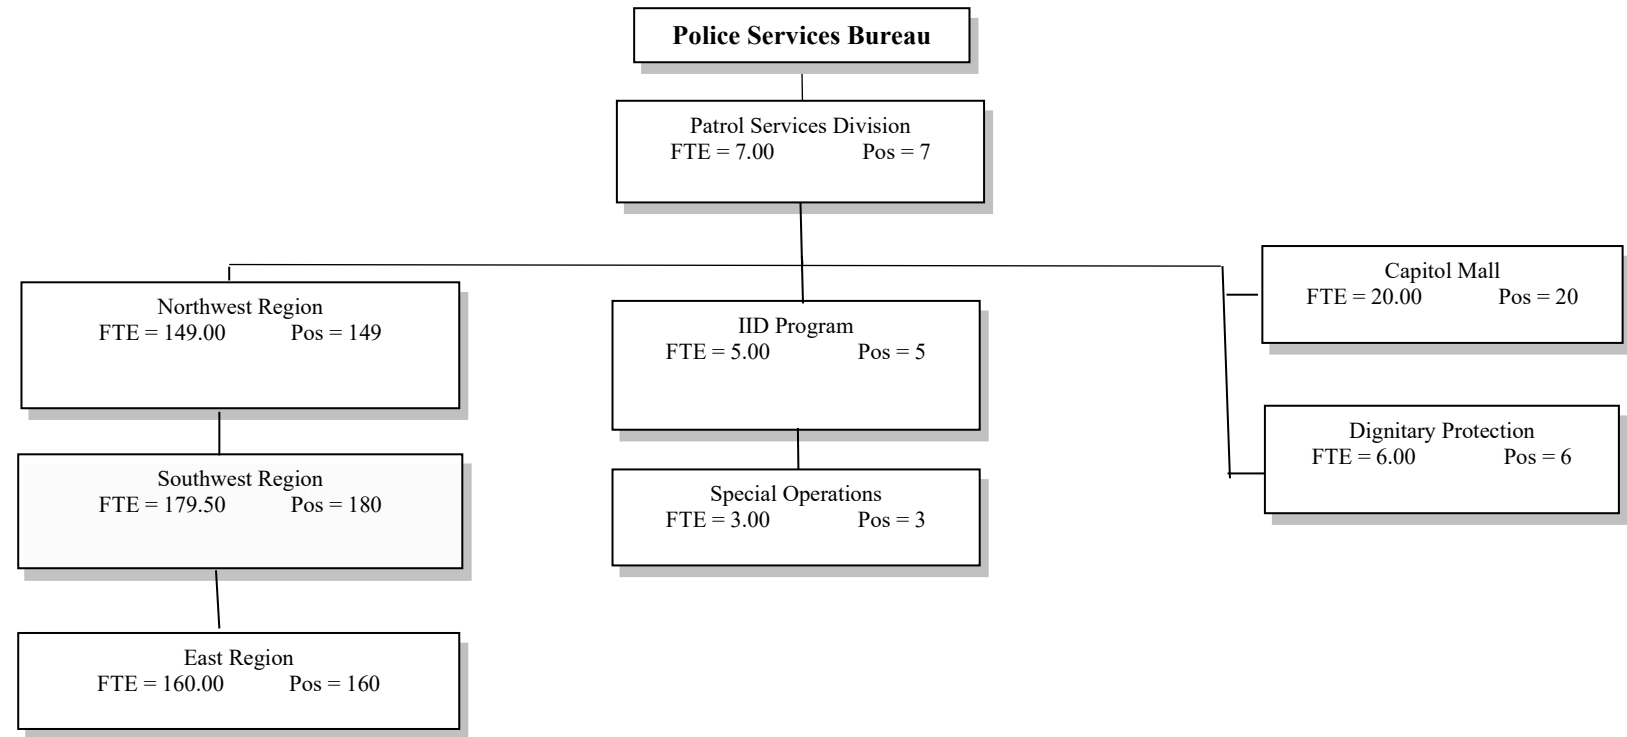 Police Services Bureau
Patrol Services Division
FTE = 7.00 Pos = 7
Northwest Region
FTE = 149.00 Pos = 149
Southwest Region
FTE = 179.50 Pos = 180
East Region
FTE = 160.00 Pos = 160
IID Program
FTE = 5.00 Pos = 5
Special Operations
FTE = 3.00 Pos = 3
Capitol Mall
FTE = 20.00 Pos = 20
Dignitary Protection
FTE = 6.00 Pos = 6